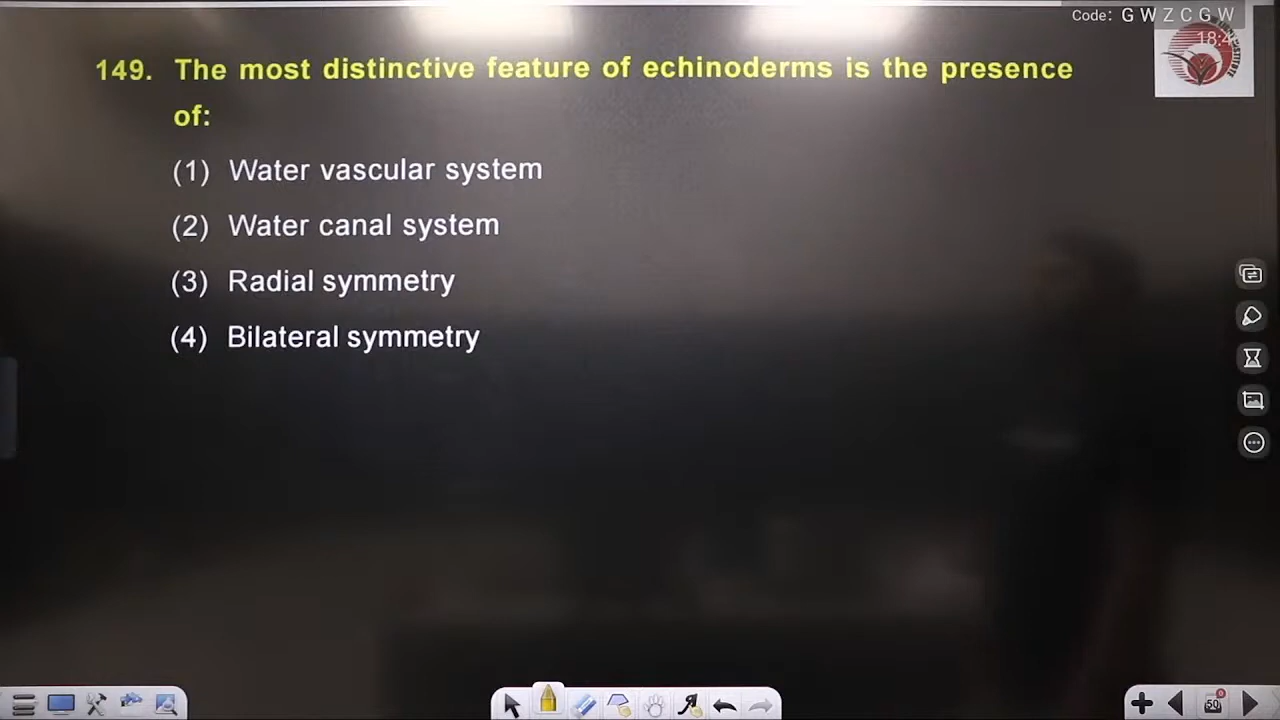 Code: G W Z C G W
149. The most distinctive feature of echinoderms is the presence
of:
(1) Water vascular system
(2) Water canal system
(3) Radial symmetry
(4) Bilateral symmetry